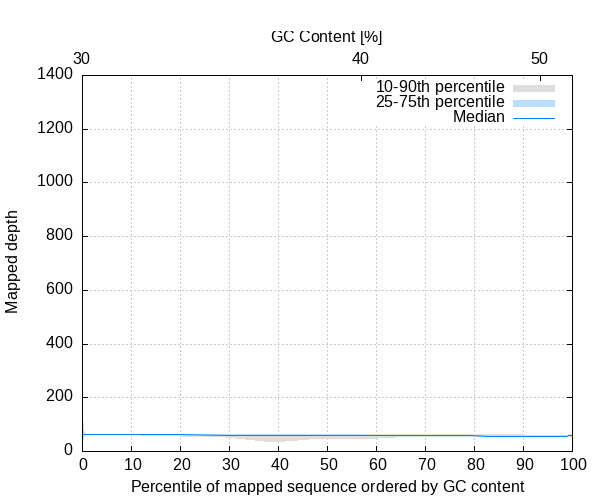 GC Content [%]
30 40 50
1400
1200
1000
800
600
400
200
0
Mapped depth
10-90th percentile
25-75th percentile
Median
0 10 20 30 40 50 60 70 80 90 100
Percentile of mapped sequence ordered by GC content